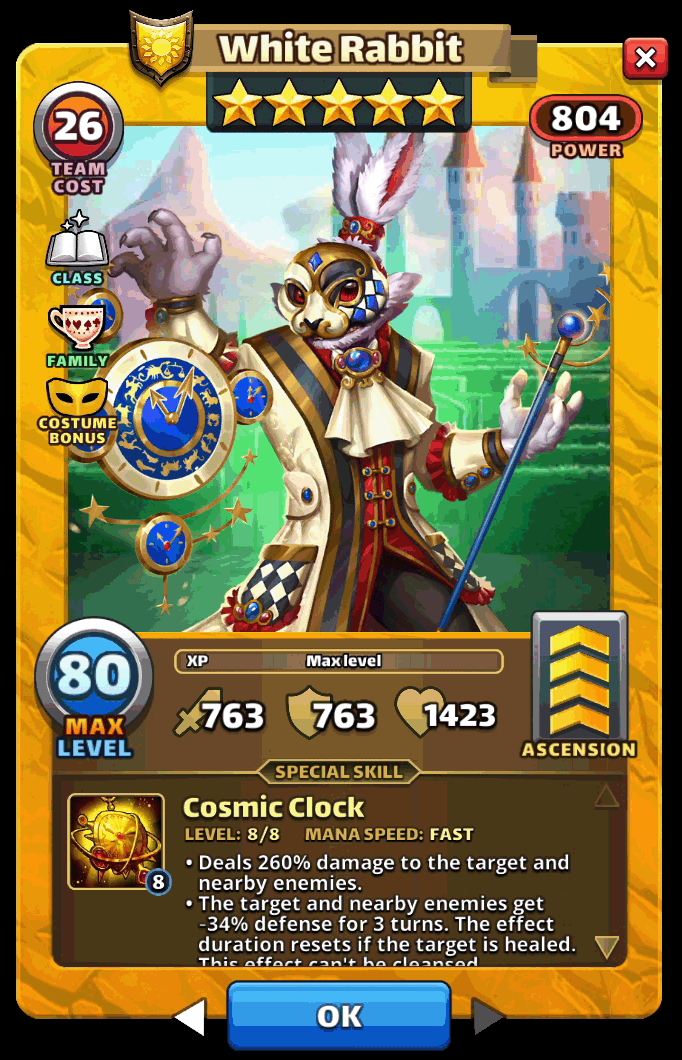 White Rabbit
26
TEAM
COST
804
POWER
CLASS
FAMILY
COSTUME
BONUS
80
MAX
LEVEL
XP Max level
763 763 1423
ASCENSION
SPECIAL SKILL
Cosmic Clock
LEVEL: 8/8 MANA SPEED: FAST
8
• Deals 260% damage to the target and
nearby enemies.
• The target and nearby enemies get
-34% defense for 3 turns. The effect
duration resets if the target is healed.
This effect can't be cleansed.
OK